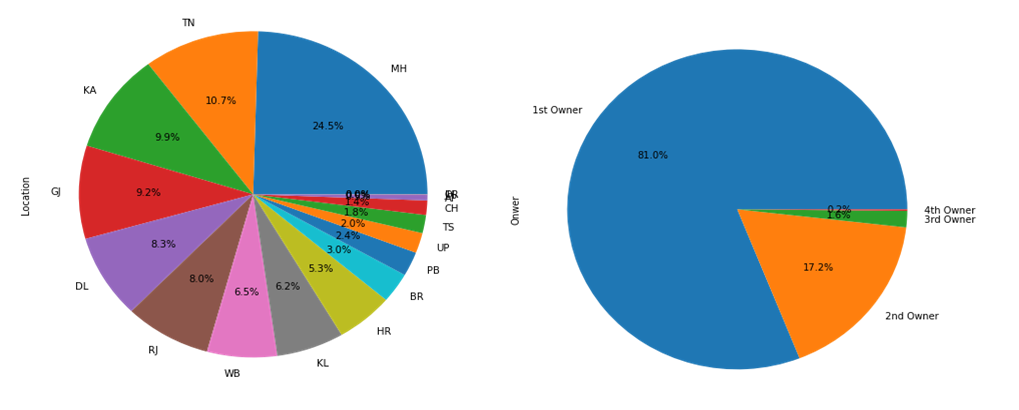 Location
MH
24.5%
TN
10.7%
KA
9.9%
GJ
9.2%
DL
8.3%
RJ
8.0%
WB
6.5%
KL
6.2%
HR
5.3%
BR
3.0%
PB
2.4%
UP
2.0%
TS
1.8%
CH
1.4%
Onwer
1st Owner
81.0%
2nd Owner
17.2%
3rd Owner
1.6%
4th Owner
0.2%